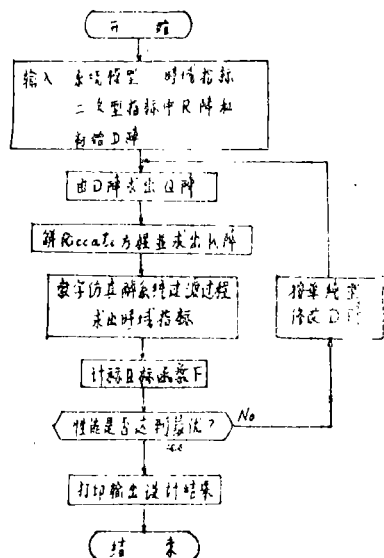 开 始
输入 系统模型 时域指标
二次型指标中R阵和
初始D阵
由D阵求出Q阵
解Riccati方程並求出K阵
数字仿真解系统过渡过程
求出时域指标
按单纯型
修改D阵
计标目标函数F
性能是否达到最优?
No
打印输出设计结果
结 束